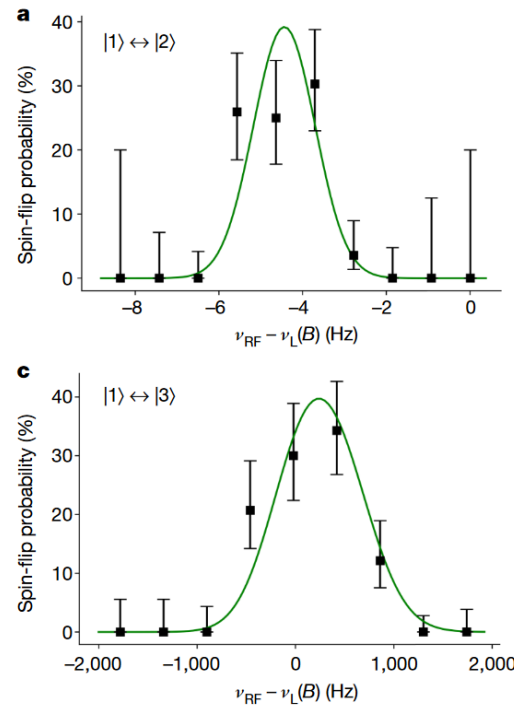 a
|1⟩ ↔ |2⟩
Spin-flip probability (%)
40
30
20
10
0
−8 −6 −4 −2 0
νRF − νL(B) (Hz)
c
|1⟩ ↔ |3⟩
Spin-flip probability (%)
40
30
20
10
0
−2,000 −1,000 0 1,000 2,000
νRF − νL(B) (Hz)